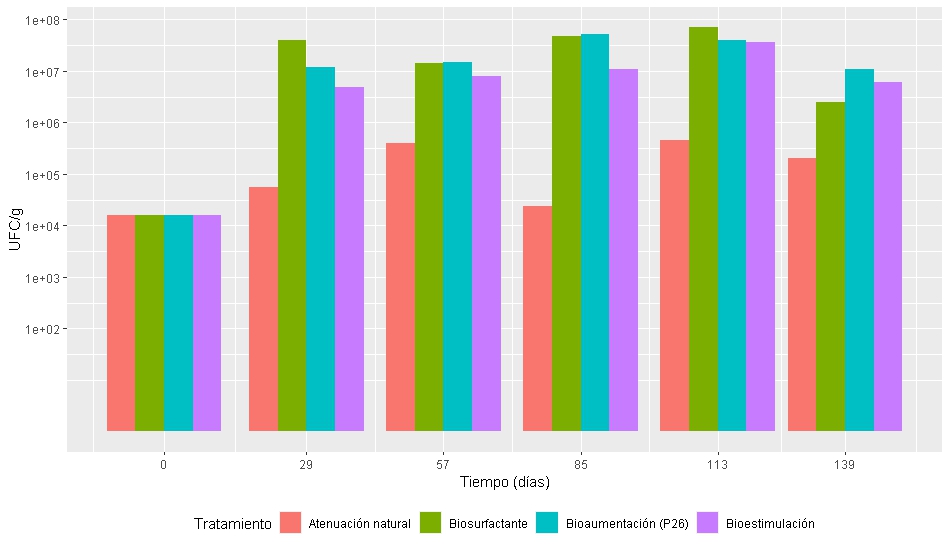 1e+08
1e+07
1e+06
1e+05
1e+04
1e+03
1e+02
UFC/g
0 29 57 85 113 139
Tiempo (días)
Tratamiento Atenuación natural Biosurfactante Bioaumentación (P26) Bioestimulación